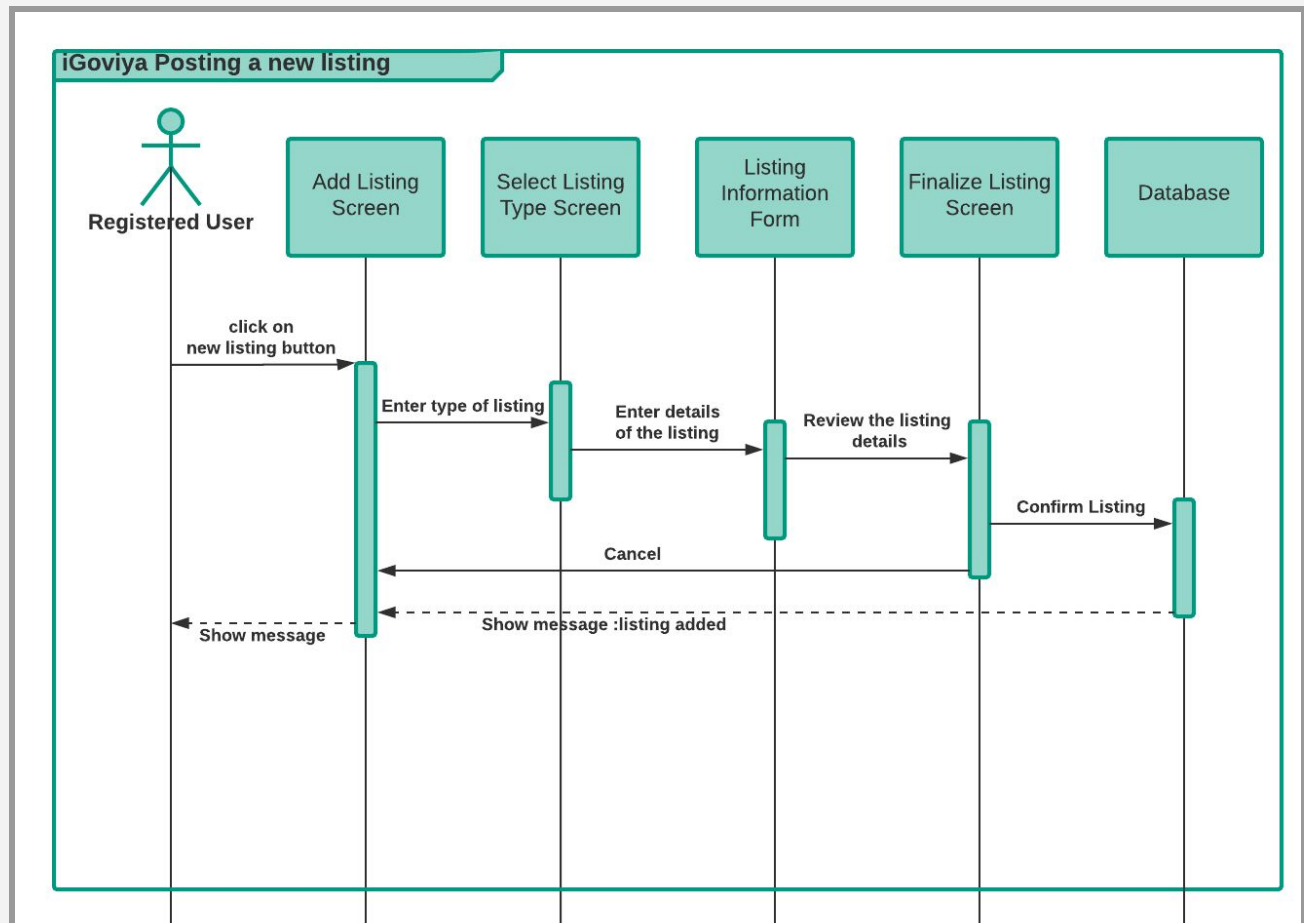 iGoviya Posting a new listing
Registered User
Add Listing
Screen
Select Listing
Type Screen
Listing
Information
Form
Finalize Listing
Screen
Database
click on
new listing button
Enter type of listing
Enter details
of the listing
Review the listing
details
Confirm Listing
Cancel
Show message :listing added
Show message